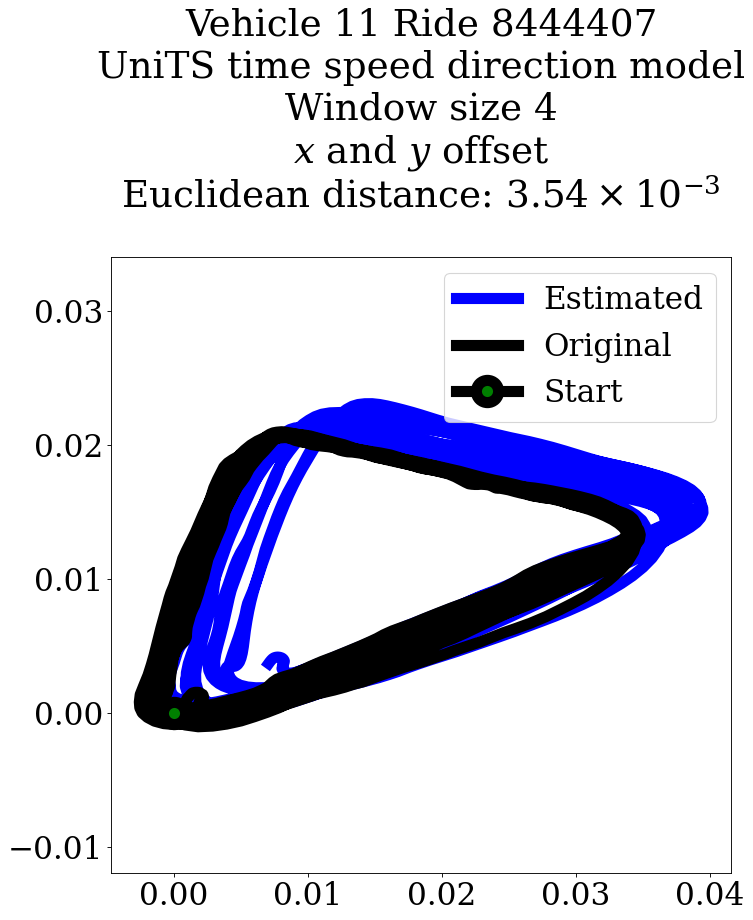 Vehicle 11 Ride 8444407
UniTS time speed direction model
Window size 4
x and y offset
Euclidean distance: 3.54 × 10⁻³
Estimated
Original
Start
0.03
0.02
0.01
0.00
−0.01
0.00 0.01 0.02 0.03 0.04